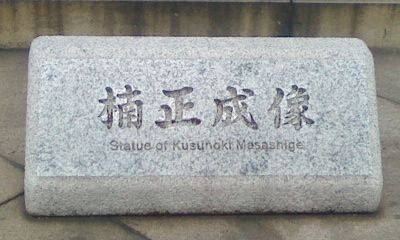 楠正成像
Statue of Kusunoki Masashige